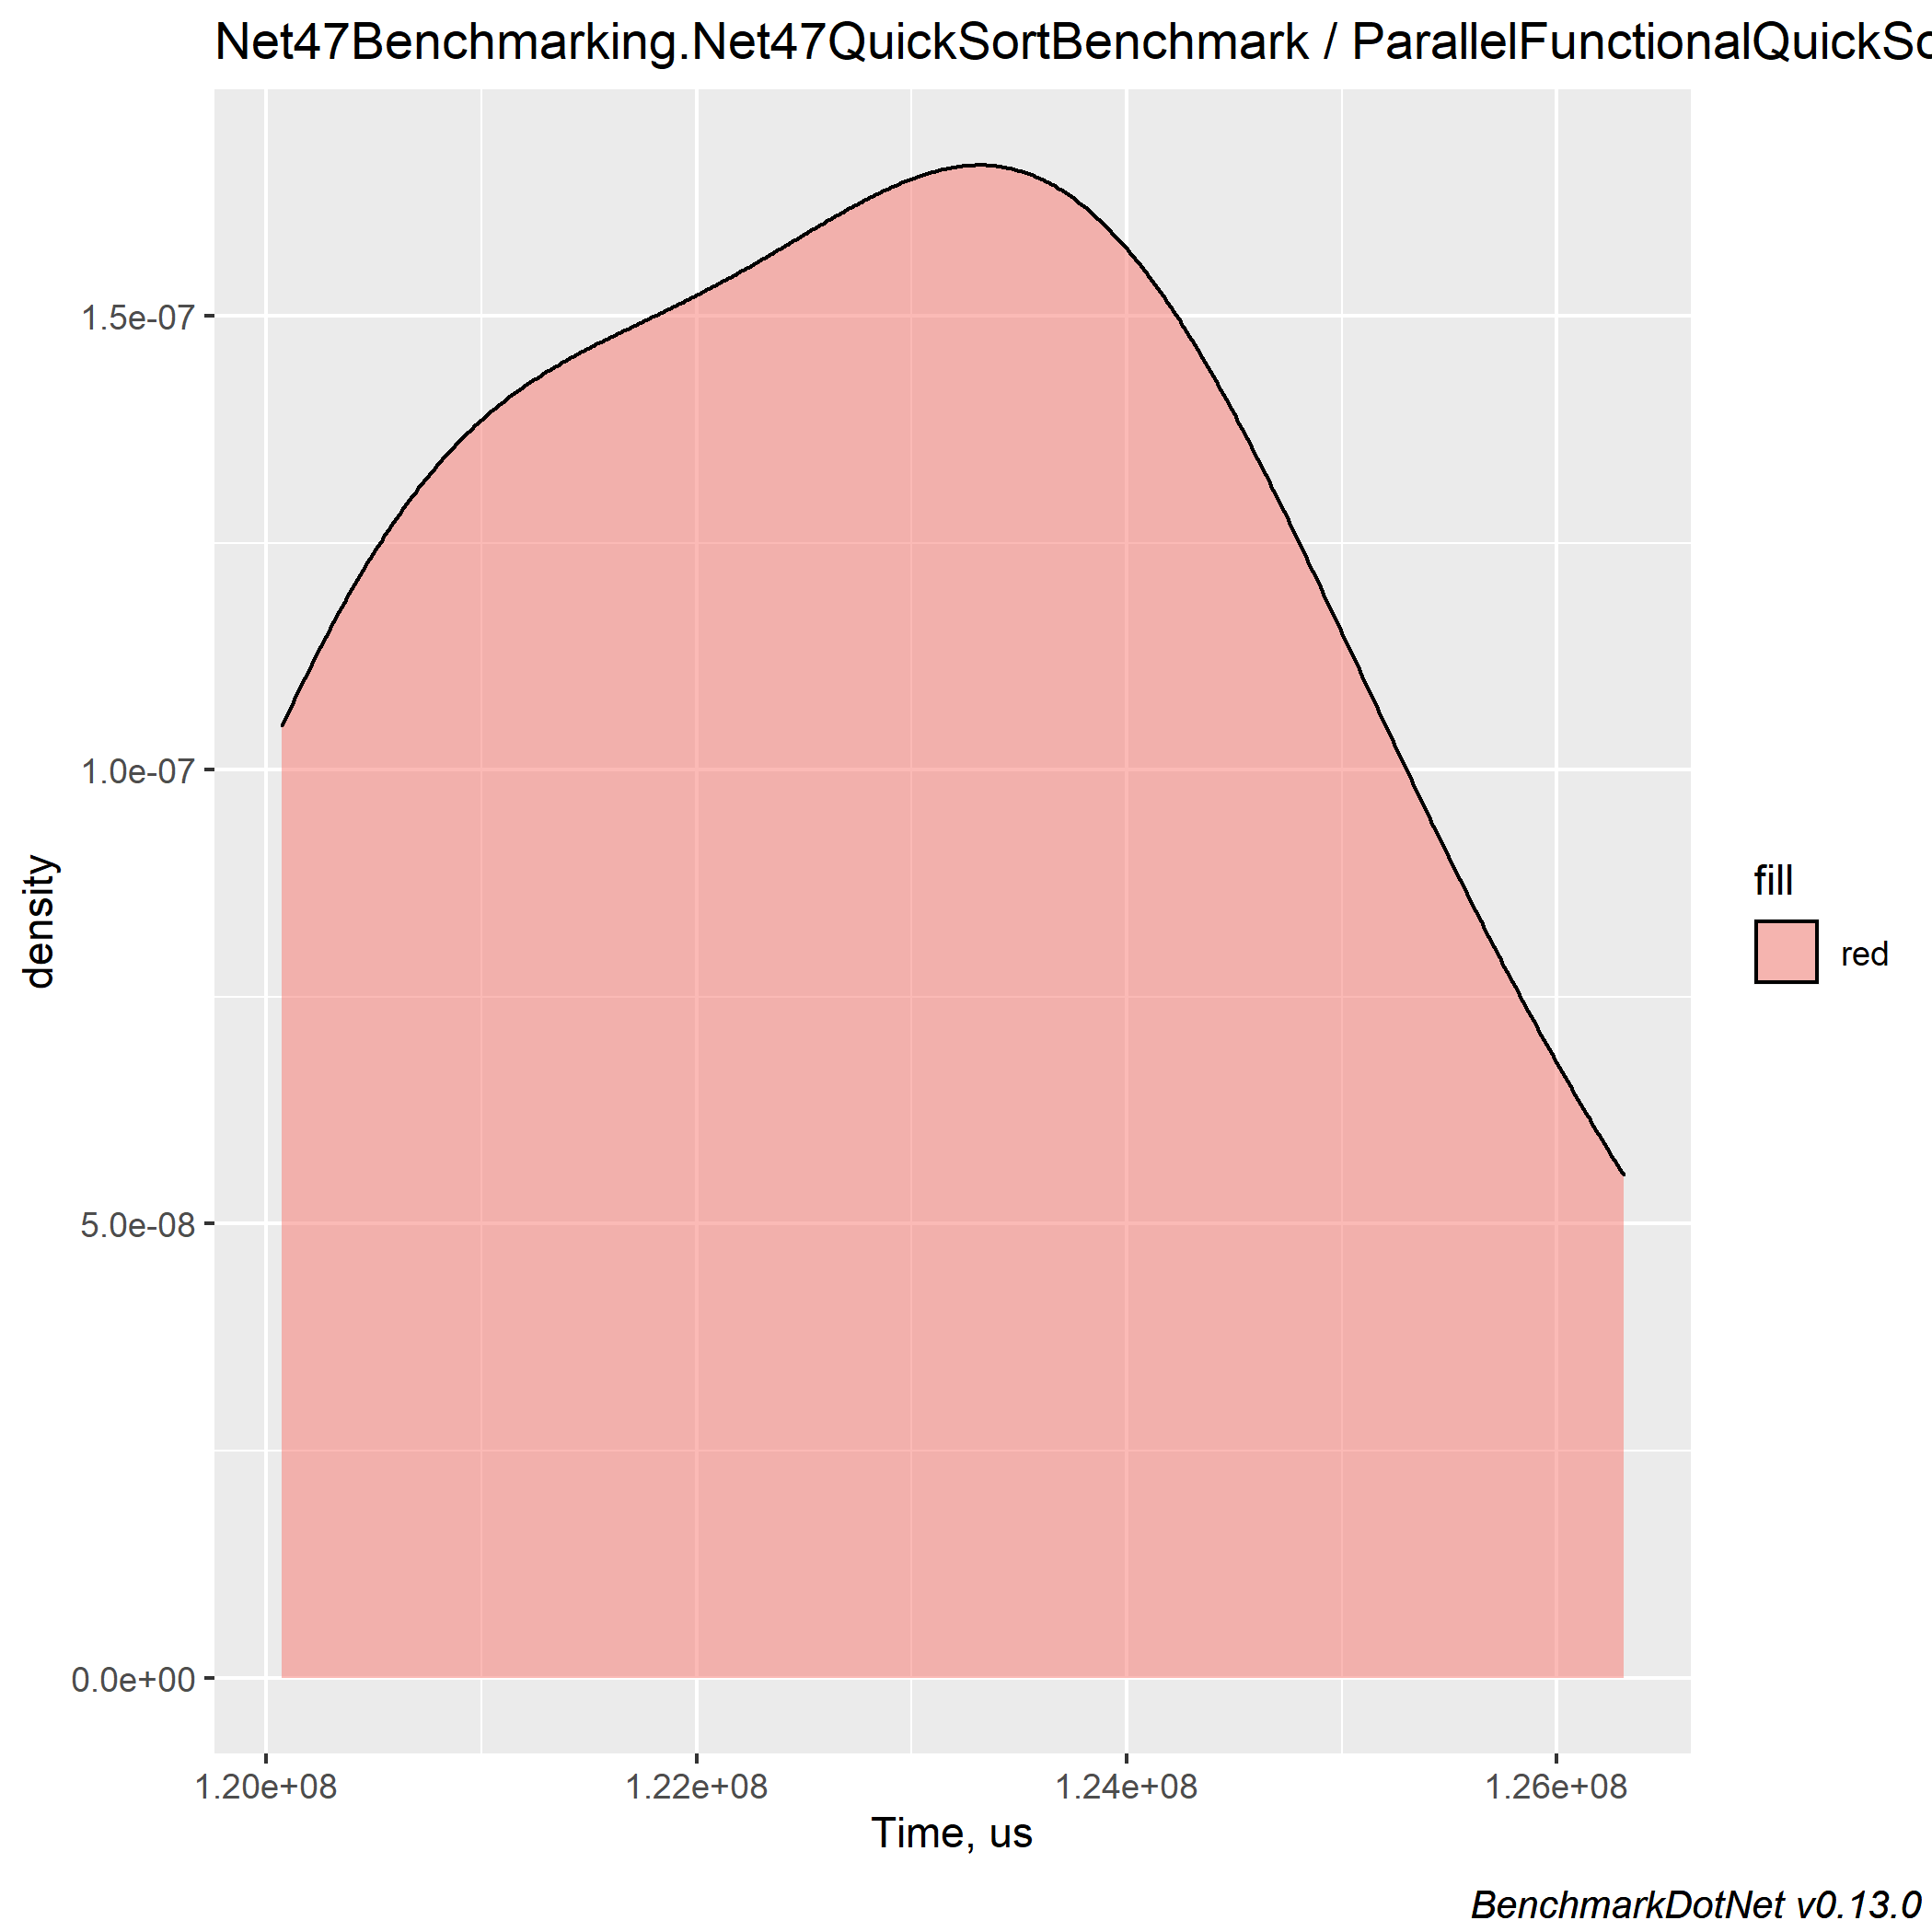 Net47Benchmarking.Net47QuickSortBenchmark / ParallelFunctionalQuickSo
1.5e-07
1.0e-07
5.0e-08
0.0e+00
density
fill
red
1.20e+08 1.22e+08 1.24e+08 1.26e+08
Time, us
BenchmarkDotNet v0.13.0